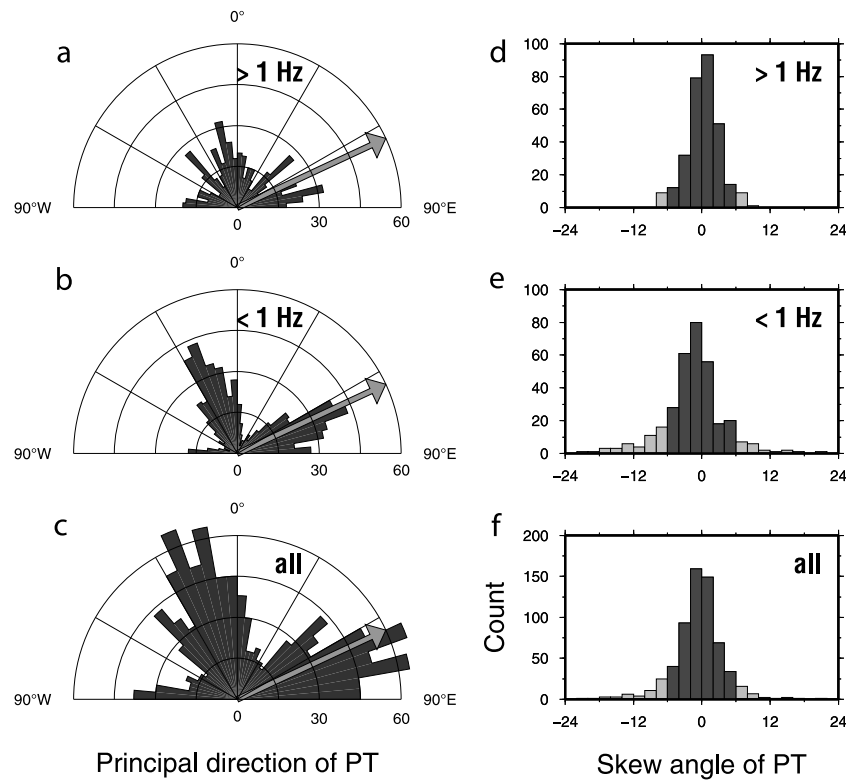 0°
a
> 1 Hz
90°W
90°E
0
30
60
d
> 1 Hz
100
80
60
40
20
0
−24
−12
0
12
24
0°
b
< 1 Hz
90°W
90°E
0
30
60
e
< 1 Hz
100
80
60
40
20
0
−24
−12
0
12
24
0°
c
all
90°W
90°E
0
30
60
Principal direction of PT
f
all
Count
200
150
100
50
0
−24
−12
0
12
24
Skew angle of PT